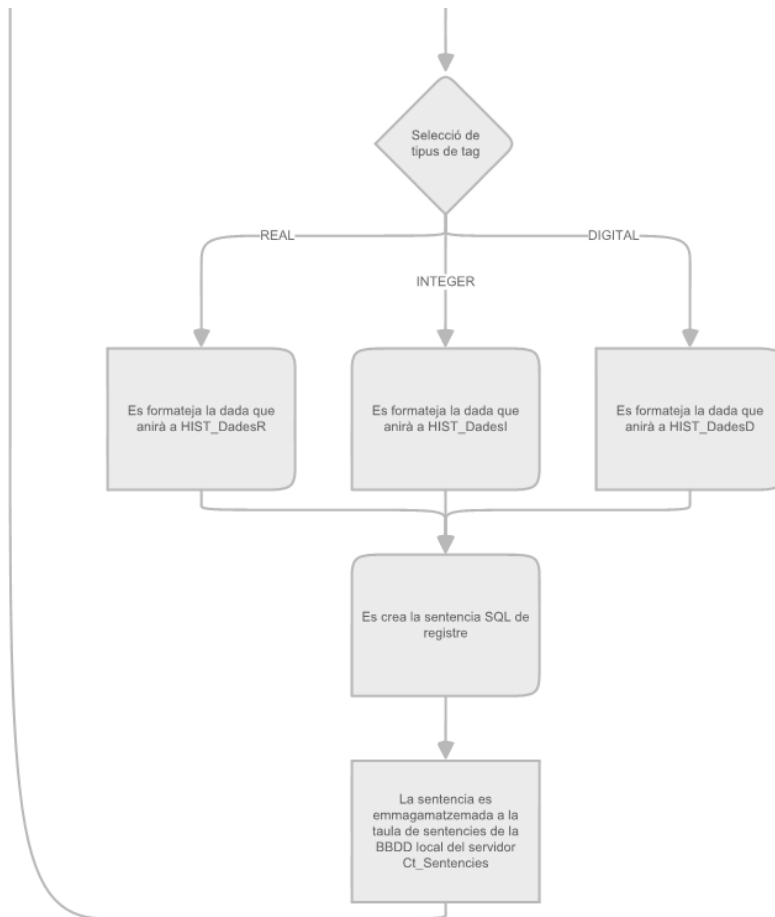 Selecció de
tipus de tag
REAL
DIGITAL
INTEGER
Es formateja la dada que
anirà a HIST_DadesR
Es formateja la dada que
anirà a HIST_DadesI
Es formateja la dada que
anirà a HIST_DadesD
Es crea la sentencia SQL de
registre
La sentencia es
emmagamatzemada a la
taula de sentencies de la
BBDD local del servidor
Ct_Sentencies